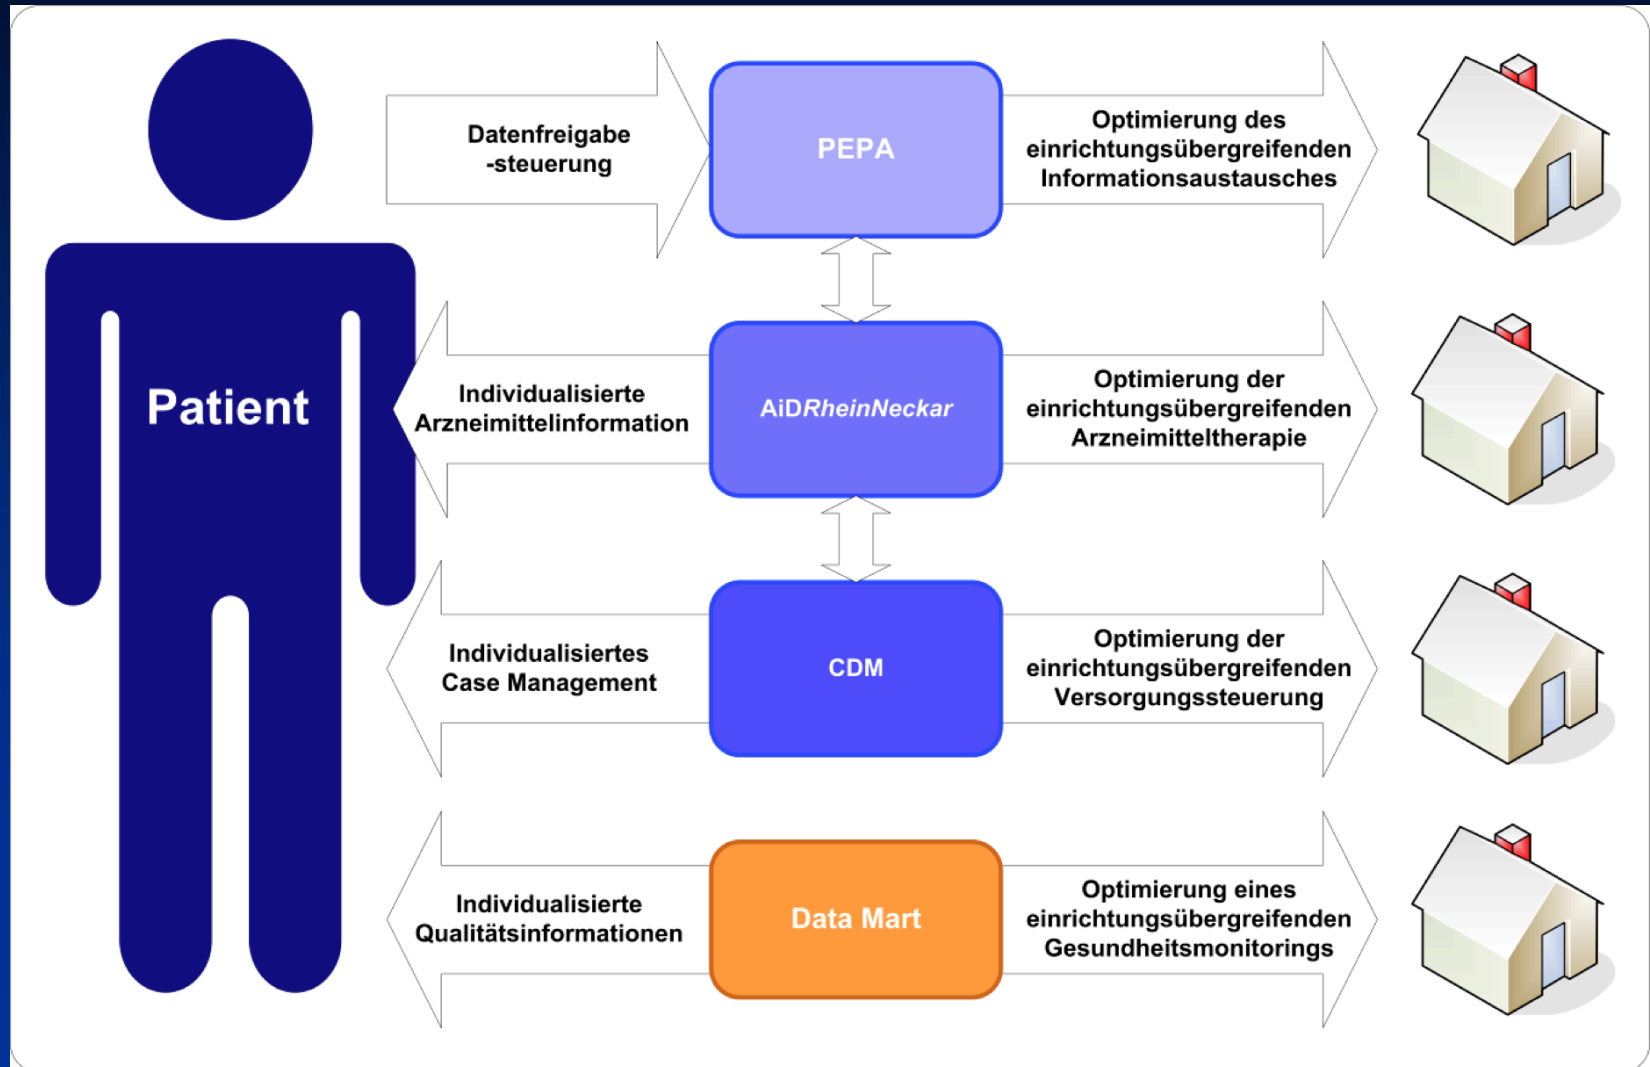 Datenfreigabe
-steuerung
PEPA
Optimierung des
einrichtungsübergreifenden
Informationsaustausches
Patient
Individualisierte
Arzneimittelinformation
AiDRheinNeckar
Optimierung der
einrichtungsübergreifenden
Arzneimitteltherapie
Individualisiertes
Case Management
CDM
Optimierung der
einrichtungsübergreifenden
Versorgungssteuerung
Individualisierte
Qualitätsinformationen
Data Mart
Optimierung eines
einrichtungsübergreifenden
Gesundheitsmonitorings